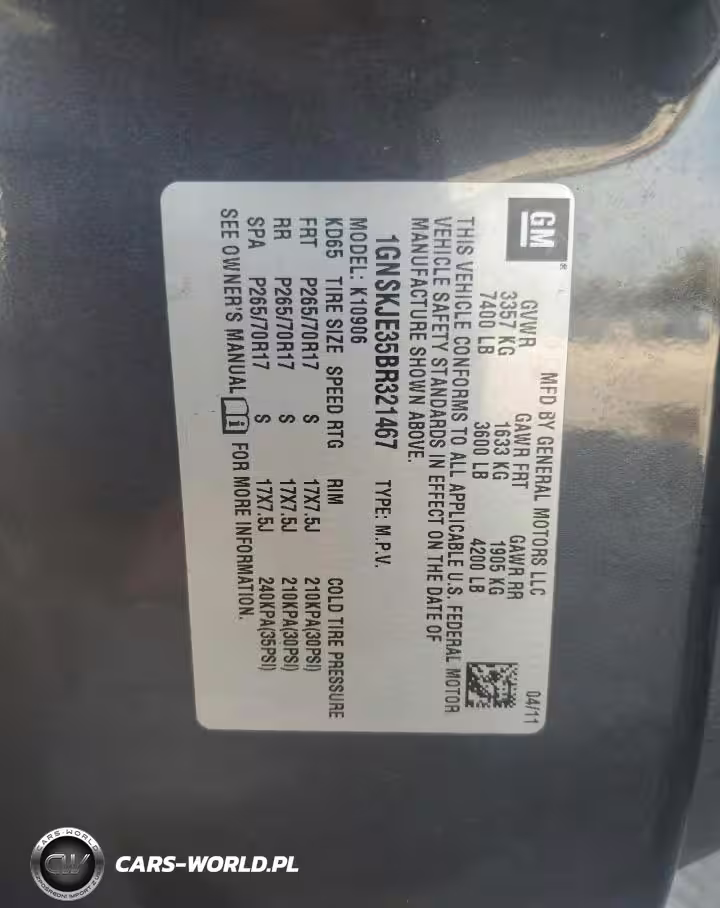 GM
MFD BY GENERAL MOTORS LLC
04/11
GVWR GAWR FRT GAWR RR
3357 KG 1633 KG 1905 KG
7400 LB 3600 LB 4200 LB
THIS VEHICLE CONFORMS TO ALL APPLICABLE U.S. FEDERAL MOTOR
VEHICLE SAFETY STANDARDS IN EFFECT ON THE DATE OF
MANUFACTURE SHOWN ABOVE.
1GNSKJE35BR321467 TYPE: M.P.V.
MODEL: K10906
KD65 TIRE SIZE SPEED RTG RIM COLD TIRE PRESSURE
FRT P265/70R17 S 17X7.5J 210KPA(30PSI)
RR P265/70R17 S 17X7.5J 210KPA(30PSI)
SPA P265/70R17 S 17X7.5J 240KPA(35PSI)
SEE OWNER'S MANUAL i FOR MORE INFORMATION.
CARS-WORLD
CW
CARS-WORLD.PL